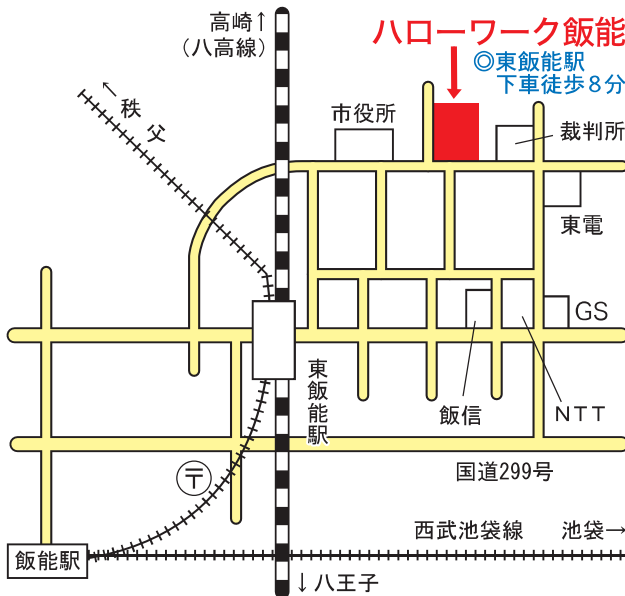 高崎↑
(八高線)
ハローワーク飯能
◎東飯能駅
下車徒歩8分
↑秩父
市役所
裁判所
東電
GS
東飯能駅
飯信
NTT
〒
国道299号
西武池袋線
池袋→
飯能駅
↓八王子